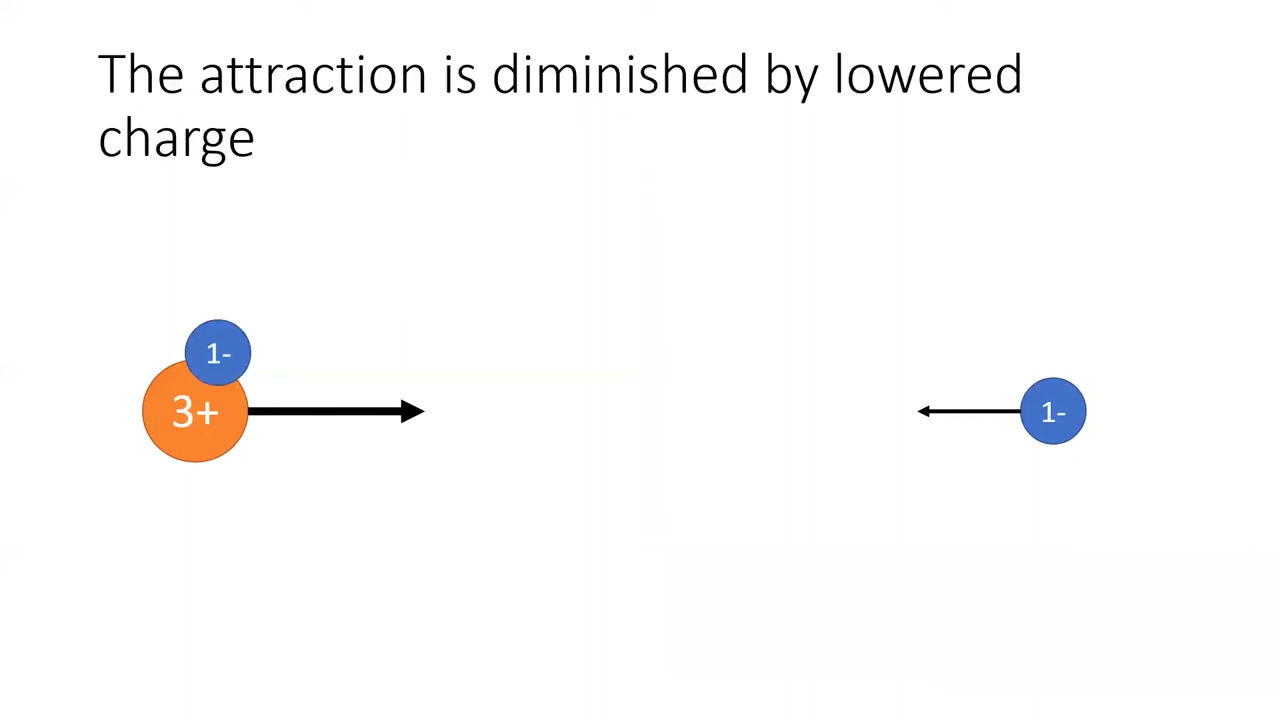 The attraction is diminished by lowered
charge
1-
3+
1-